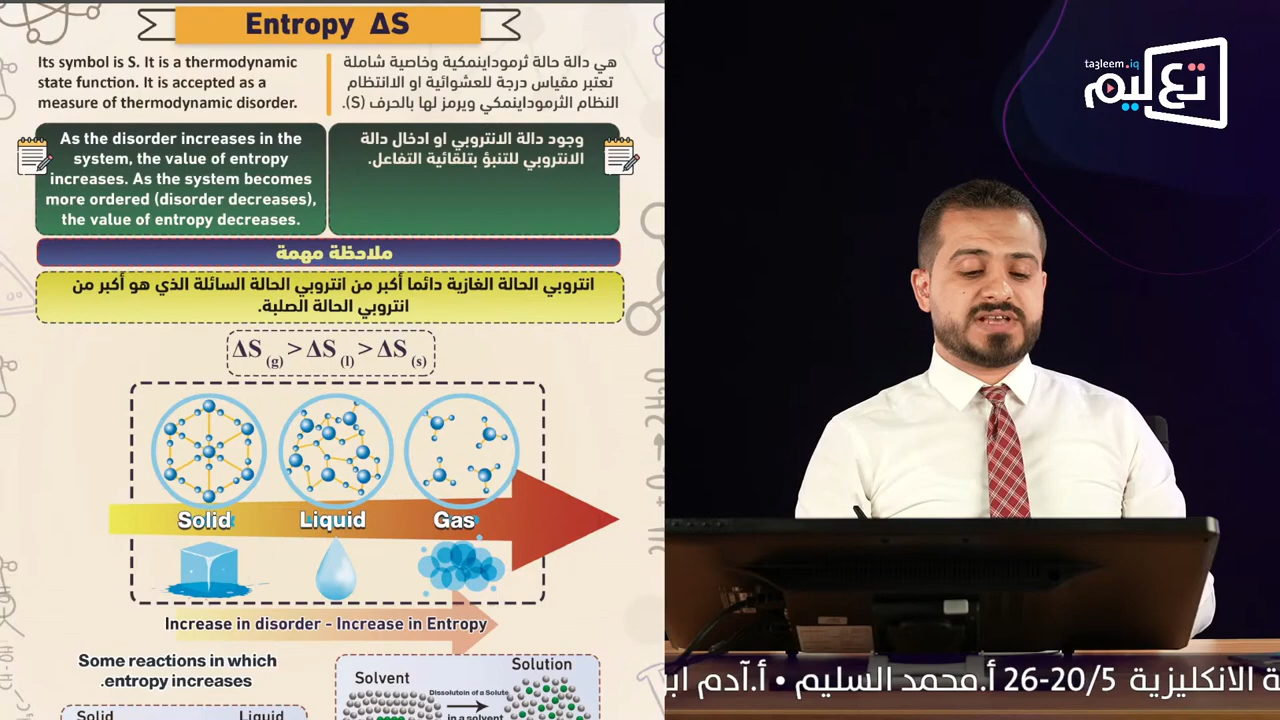 Entropy ΔS
Its symbol is S. It is a thermodynamic
state function. It is accepted as a
measure of thermodynamic disorder.
هي دالة حالة ثرموداينمكية وخاصية شاملة
تعتبر مقياس درجة للعشوائية او الانتظام
النظام الثرموداينمكي ويرمز لها بالحرف (S).
As the disorder increases in the
system, the value of entropy
increases. As the system becomes
more ordered (disorder decreases),
the value of entropy decreases.
وجود دالة الانتروبي او ادخال دالة
الانتروبي للتنبؤ بتلقائية التفاعل.
ملاحظة مهمة
انتروبي الحالة الغازية دائما أكبر من انتروبي الحالة السائلة الذي هو أكبر من
انتروبي الحالة الصلبة.
ΔS (g) > ΔS (l) > ΔS (s)
Solid Liquid Gas
Increase in disorder - Increase in Entropy
Some reactions in which
.entropy increases
Solid Liquid
Solvent
Solution
Dissolutoin of a Solute
in a solvent
ta3leem.iq
تعليم
ة الانكليزية 20/5-26 أ.محمد السليم • أ.آدم